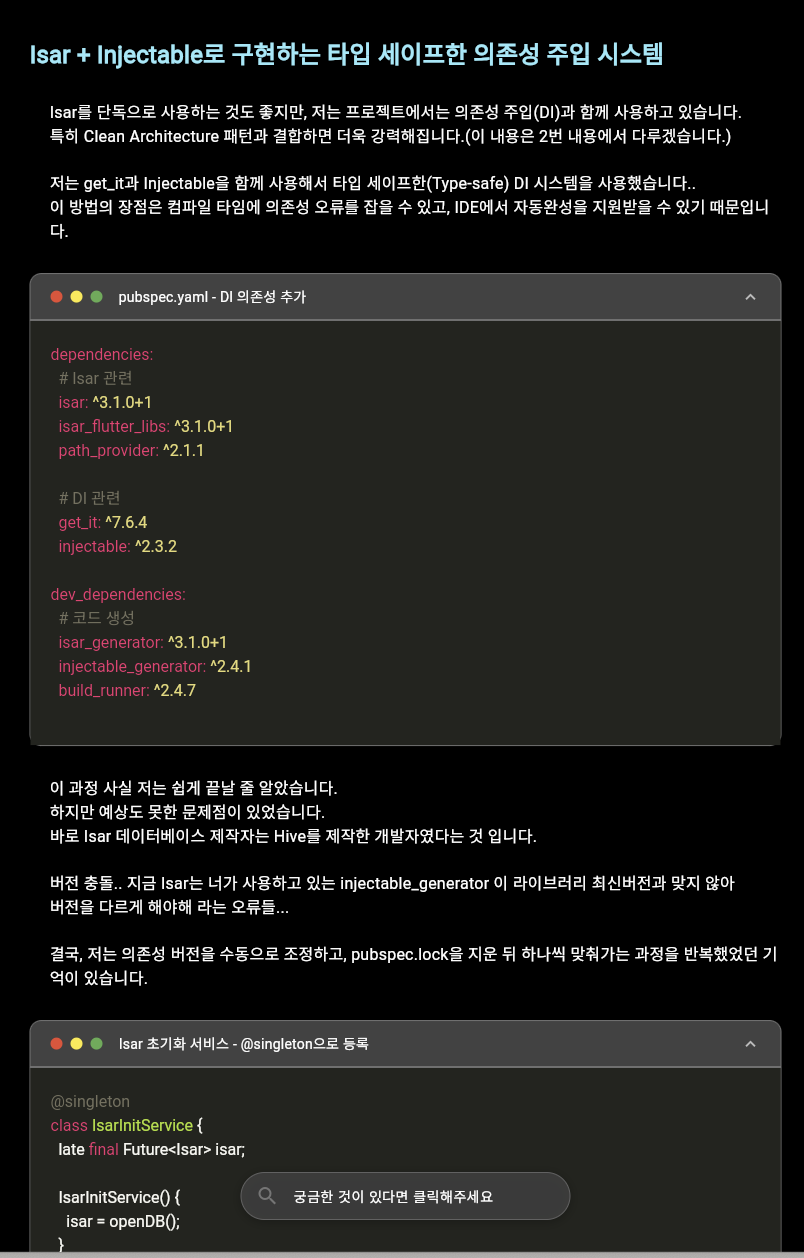 Isar + Injectable로 구현하는 타입 세이프한 의존성 주입 시스템
Isar를 단독으로 사용하는 것도 좋지만, 저는 프로젝트에서는 의존성 주입(DI)과 함께 사용하고 있습니다.
특히 Clean Architecture 패턴과 결합하면 더욱 강력해집니다.(이 내용은 2번 내용에서 다루겠습니다.)
저는 get_it과 Injectable을 함께 사용해서 타입 세이프한(Type-safe) DI 시스템을 사용했습니다..
이 방법의 장점은 컴파일 타임에 의존성 오류를 잡을 수 있고, IDE에서 자동완성을 지원받을 수 있기 때문입니
다.
pubspec.yaml - DI 의존성 추가
dependencies:
# Isar 관련
isar: ^3.1.0+1
isar_flutter_libs: ^3.1.0+1
path_provider: ^2.1.1
# DI 관련
get_it: ^7.6.4
injectable: ^2.3.2
dev_dependencies:
# 코드 생성
isar_generator: ^3.1.0+1
injectable_generator: ^2.4.1
build_runner: ^2.4.7
이 과정 사실 저는 쉽게 끝날 줄 알았습니다.
하지만 예상도 못한 문제점이 있었습니다.
바로 Isar 데이터베이스 제작자는 Hive를 제작한 개발자였다는 것 입니다.
버전 충돌.. 지금 Isar는 너가 사용하고 있는 injectable_generator 이 라이브러리 최신버전과 맞지 않아
버전을 다르게 해야해 라는 오류들...
결국, 저는 의존성 버전을 수동으로 조정하고, pubspec.lock을 지운 뒤 하나씩 맞춰가는 과정을 반복했었던 기
억이 있습니다.
Isar 초기화 서비스 - @singleton으로 등록
@singleton
class IsarInitService {
late final Future<Isar> isar;
IsarInitService() {
isar = openDB();
}
궁금한 것이 있다면 클릭해주세요